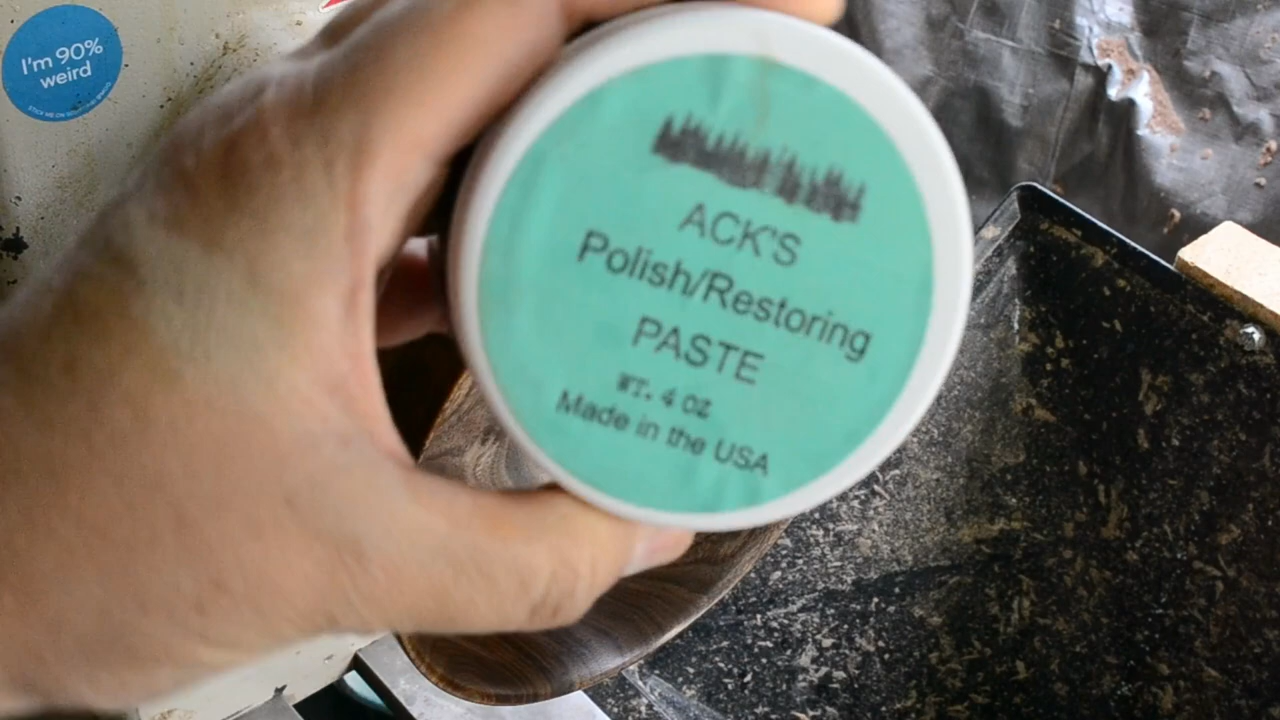 I'm 90%
weird
ACK'S
Polish/Restoring
PASTE
WT. 4 oz
Made in the USA